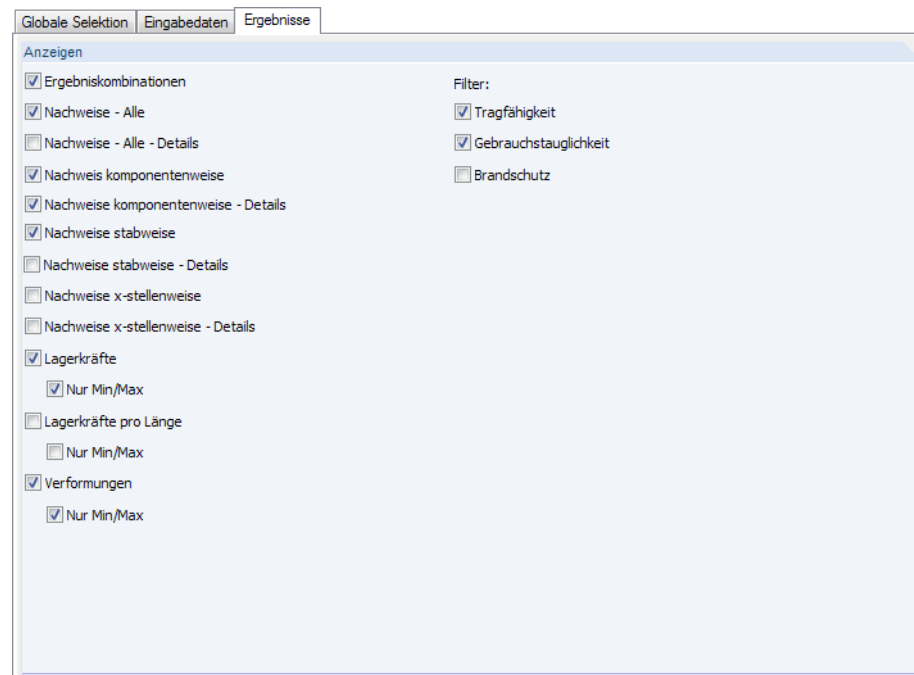 Globale Selektion Eingabedaten Ergebnisse
Anzeigen
Ergebniskombinationen
Nachweise - Alle
Nachweise - Alle - Details
Nachweis komponentenweise
Nachweise komponentenweise - Details
Nachweise stabweise
Nachweise stabweise - Details
Nachweise x-stellenweise
Nachweise x-stellenweise - Details
Lagerkräfte
Nur Min/Max
Lagerkräfte pro Länge
Nur Min/Max
Verformungen
Nur Min/Max
Filter:
Tragfähigkeit
Gebrauchstauglichkeit
Brandschutz